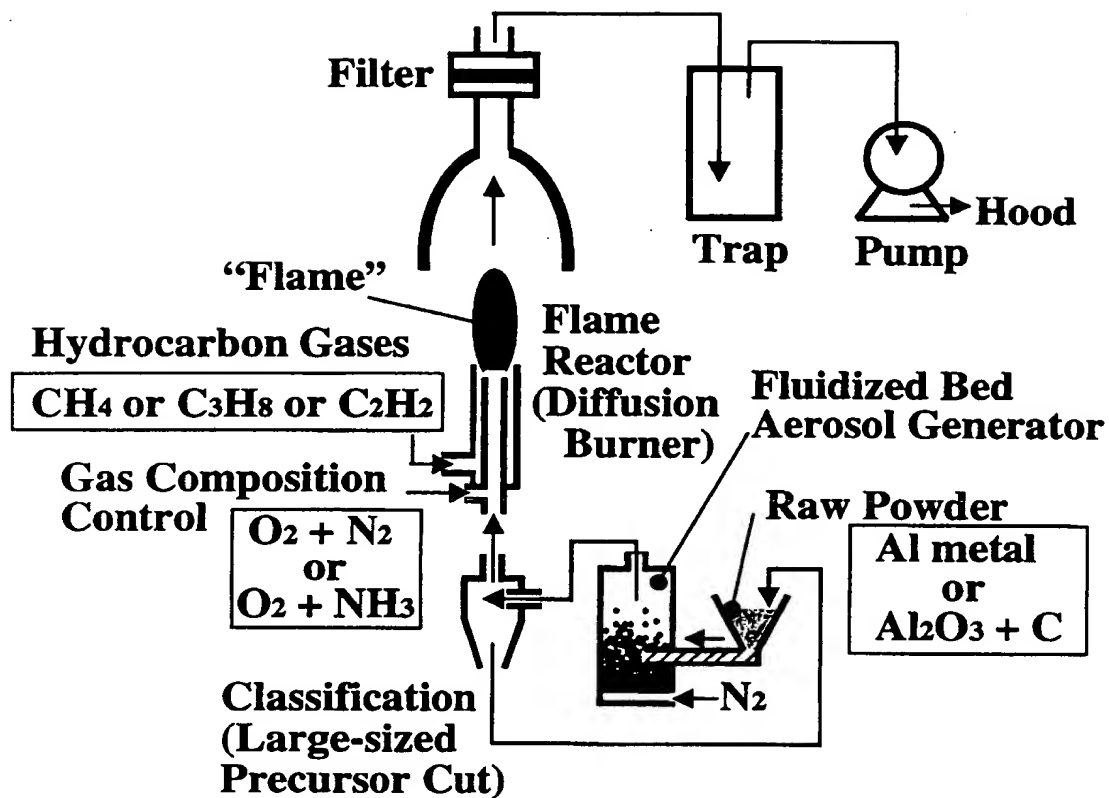 Filter
Trap
Pump
Hood
“Flame”
Flame
Reactor
(Diffusion
Burner)
Hydrocarbon Gases
CH4 or C3H8 or C2H2
Gas Composition
Control
O2 + N2
or
O2 + NH3
Fluidized Bed
Aerosol Generator
Raw Powder
Al metal
or
Al2O3 + C
N2
Classification
(Large-sized
Precursor Cut)